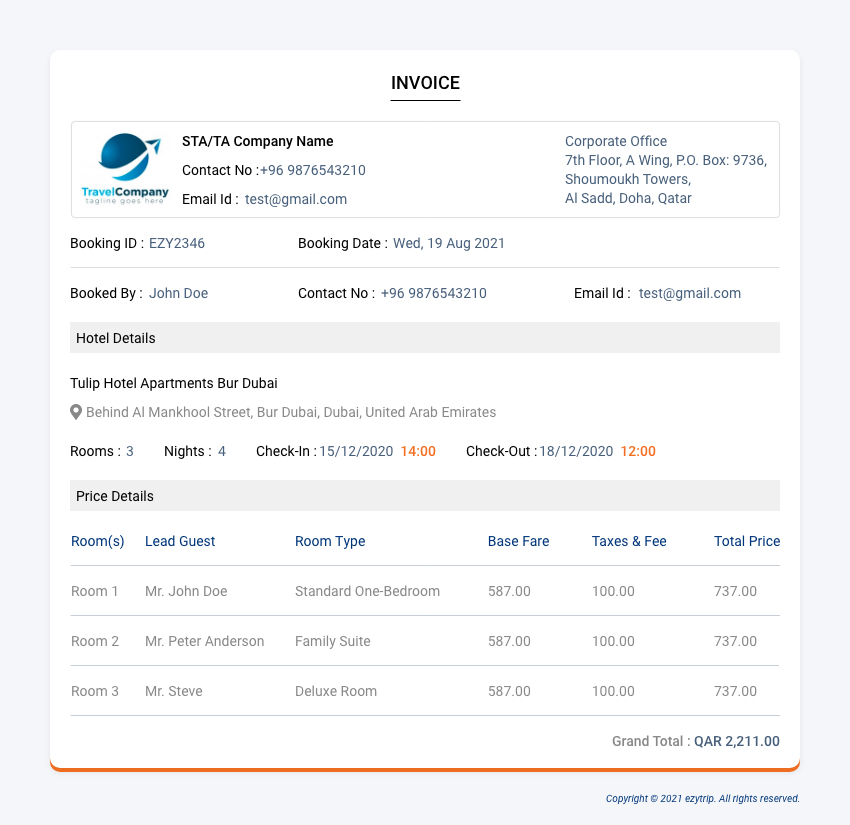 INVOICE
TravelCompany
tagline goes here
STA/TA Company Name
Contact No :+96 9876543210
Email Id : test@gmail.com
Corporate Office
7th Floor, A Wing, P.O. Box: 9736,
Shoumoukh Towers,
Al Sadd, Doha, Qatar
Booking ID : EZY2346 Booking Date : Wed, 19 Aug 2021
Booked By : John Doe Contact No : +96 9876543210 Email Id : test@gmail.com
Hotel Details
Tulip Hotel Apartments Bur Dubai
Behind Al Mankhool Street, Bur Dubai, Dubai, United Arab Emirates
Rooms : 3 Nights : 4 Check-In : 15/12/2020 14:00 Check-Out : 18/12/2020 12:00
Price Details
Room(s) Lead Guest Room Type Base Fare Taxes & Fee Total Price
Room 1 Mr. John Doe Standard One-Bedroom 587.00 100.00 737.00
Room 2 Mr. Peter Anderson Family Suite 587.00 100.00 737.00
Room 3 Mr. Steve Deluxe Room 587.00 100.00 737.00
Grand Total : QAR 2,211.00
Copyright © 2021 ezytrip. All rights reserved.